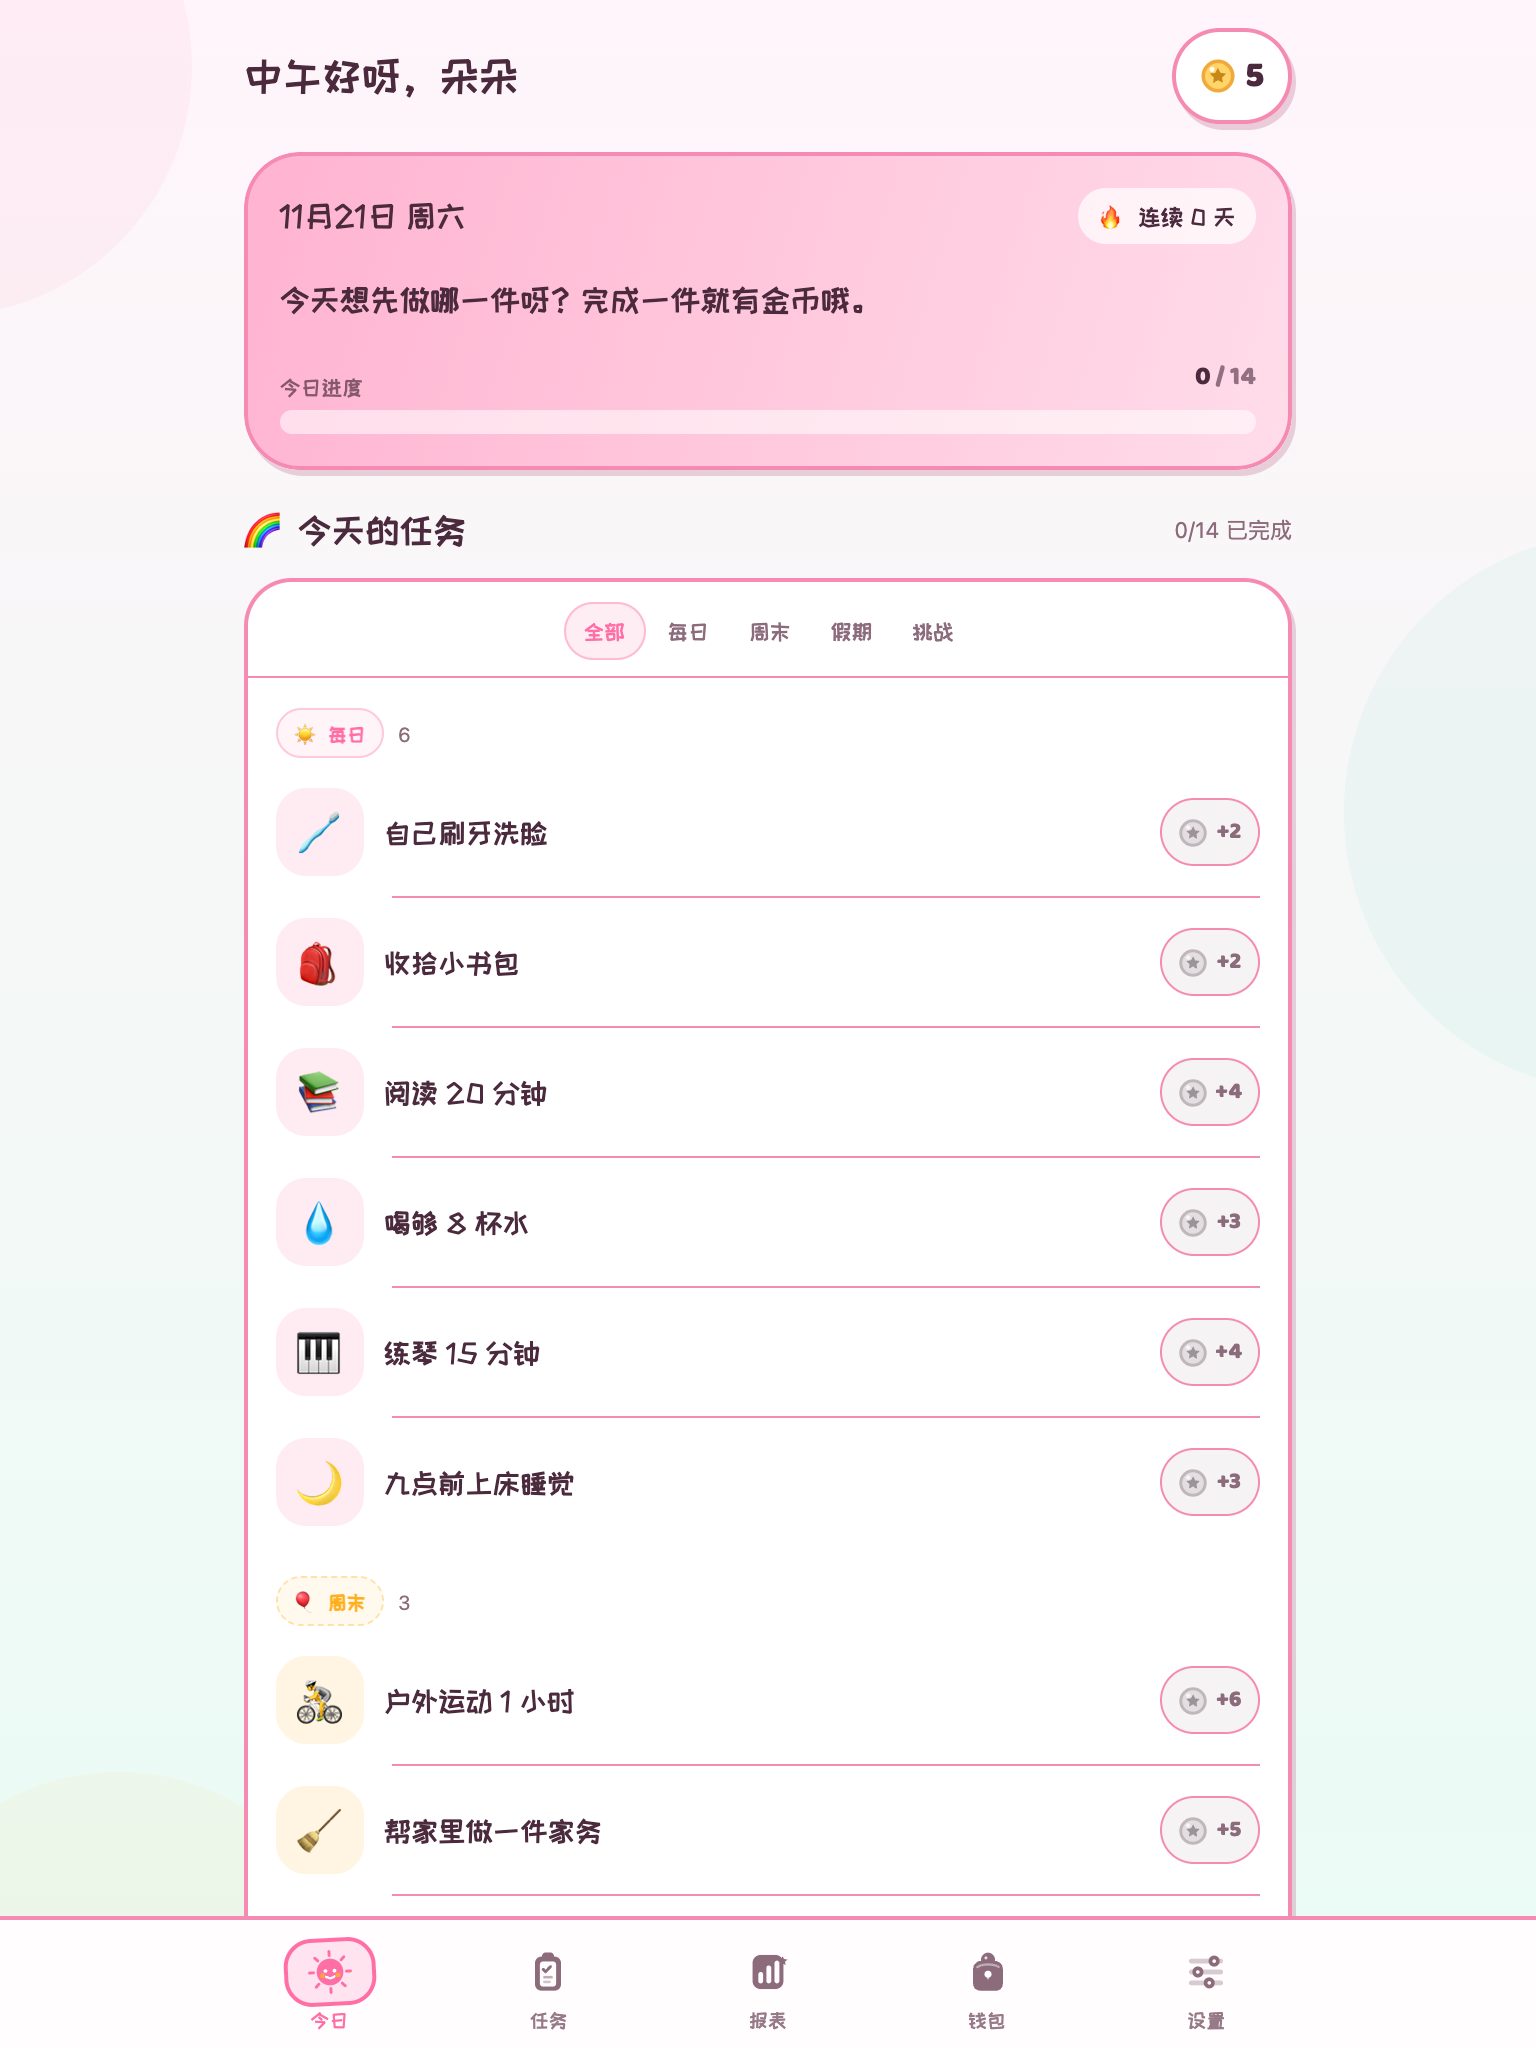 中午好呀，朵朵
5
11月21日 周六
连续 0 天
今天想先做哪一件呀？完成一件就有金币哦。
今日进度
0/14
今天的任务
0/14 已完成
全部 每日 周末 假期 挑战
每日 6
自己刷牙洗脸 +2
收拾小书包 +2
阅读 20 分钟 +4
喝够 8 杯水 +3
练琴 15 分钟 +4
九点前上床睡觉 +3
周末 3
户外运动 1 小时 +6
帮家里做一件家务 +5
今日 任务 报表 钱包 设置